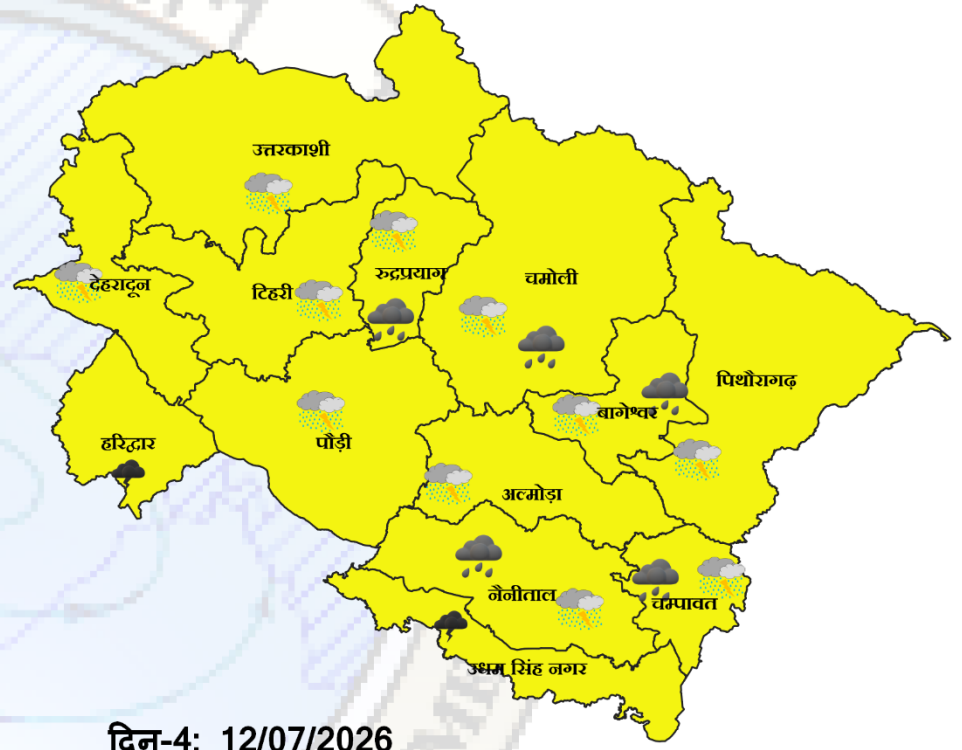 उत्तरकाशी
रुद्रप्रयाग
चमोली
देहरादून
टिहरी
पिथौरागढ़
बागेश्वर
हरिद्वार
पौड़ी
अल्मोड़ा
नैनीताल
चम्पावत
उधम सिंह नगर
दिन-4: 12/07/2026